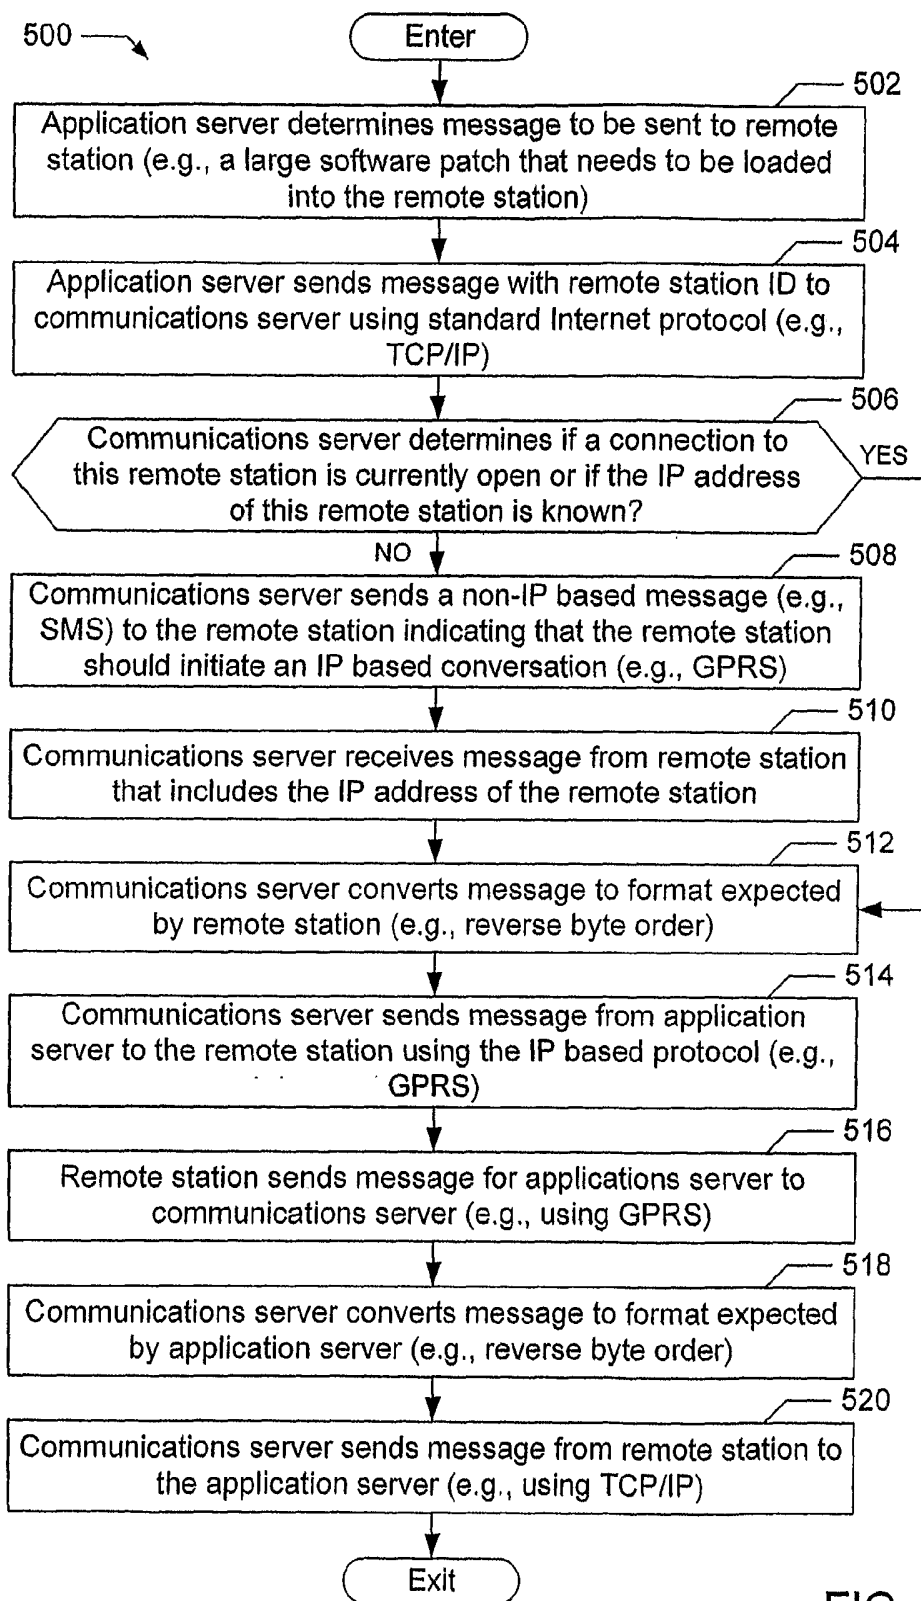 500
Enter
502
Application server determines message to be sent to remote
station (e.g., a large software patch that needs to be loaded
into the remote station)
504
Application server sends message with remote station ID to
communications server using standard Internet protocol (e.g.,
TCP/IP)
506
Communications server determines if a connection to
this remote station is currently open or if the IP address
of this remote station is known?
YES
NO
508
Communications server sends a non-IP based message (e.g.,
SMS) to the remote station indicating that the remote station
should initiate an IP based conversation (e.g., GPRS)
510
Communications server receives message from remote station
that includes the IP address of the remote station
512
Communications server converts message to format expected
by remote station (e.g., reverse byte order)
514
Communications server sends message from application
server to the remote station using the IP based protocol (e.g.,
GPRS)
516
Remote station sends message for applications server to
communications server (e.g., using GPRS)
518
Communications server converts message to format expected
by application server (e.g., reverse byte order)
520
Communications server sends message from remote station to
the application server (e.g., using TCP/IP)
Exit